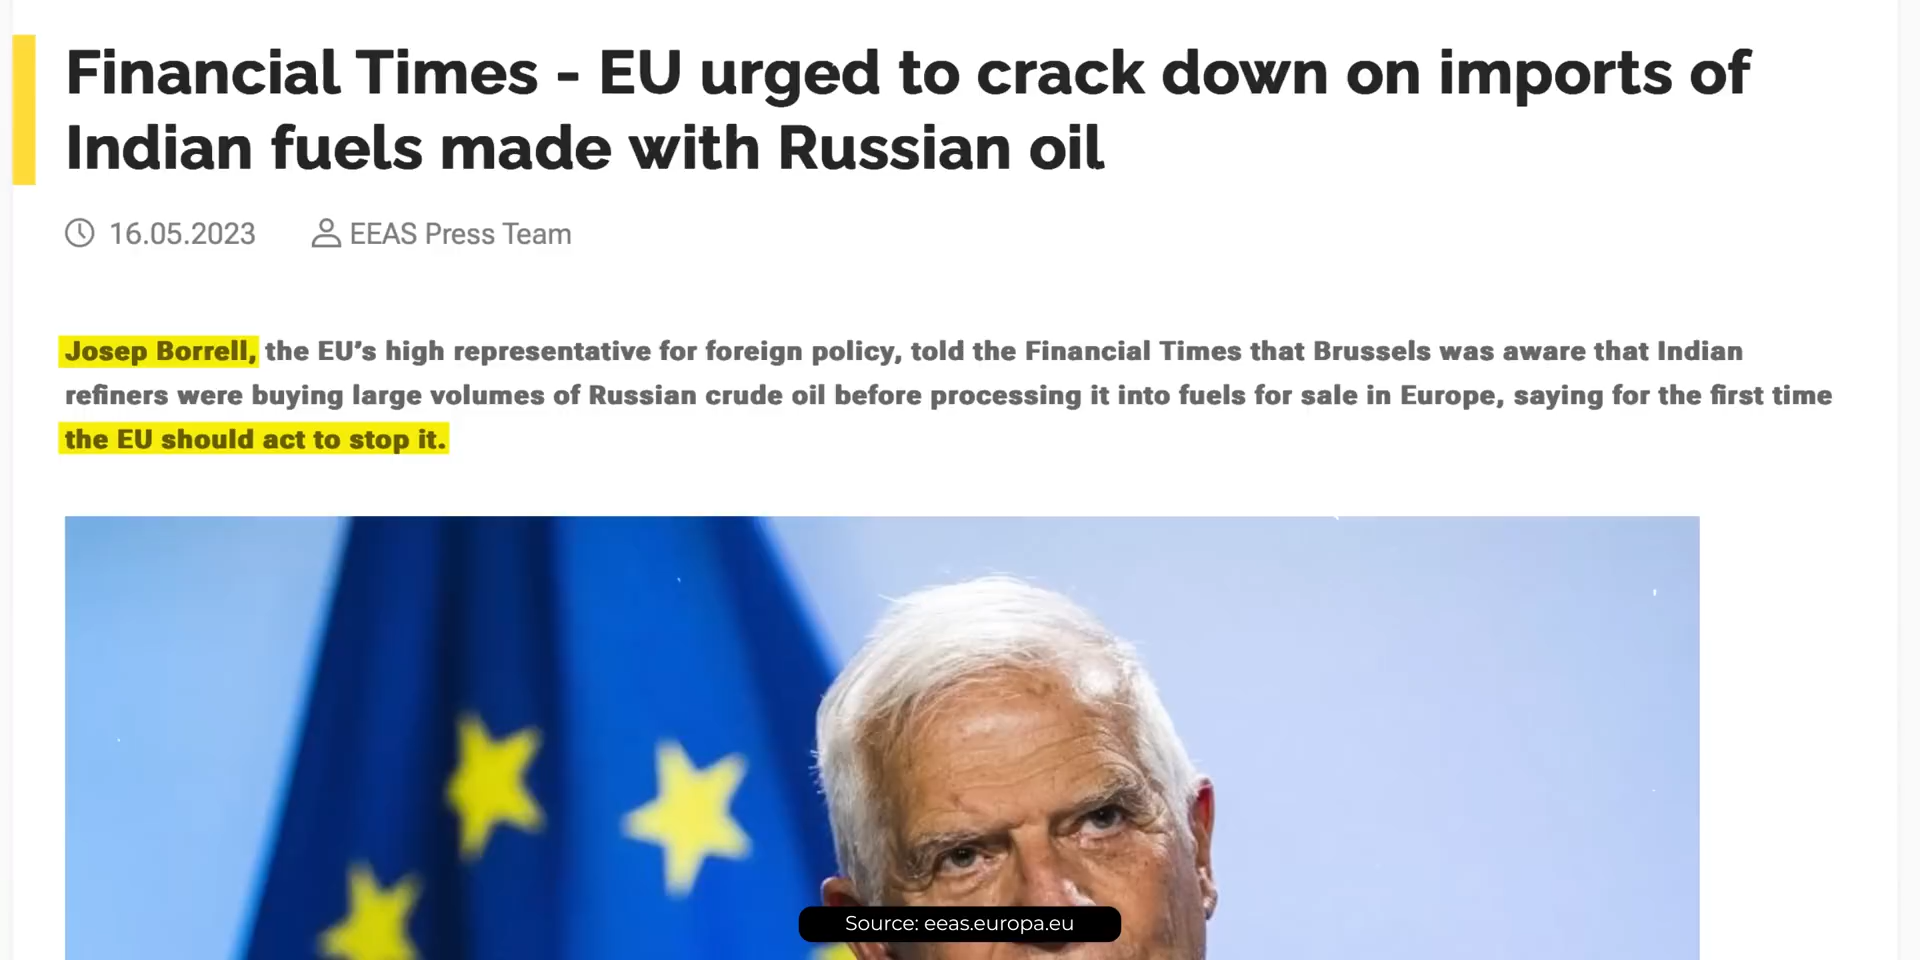 Financial Times - EU urged to crack down on imports of
Indian fuels made with Russian oil
16.05.2023 EEAS Press Team
Josep Borrell, the EU’s high representative for foreign policy, told the Financial Times that Brussels was aware that Indian
refiners were buying large volumes of Russian crude oil before processing it into fuels for sale in Europe, saying for the first time
the EU should act to stop it.
Source: eeas.europa.eu